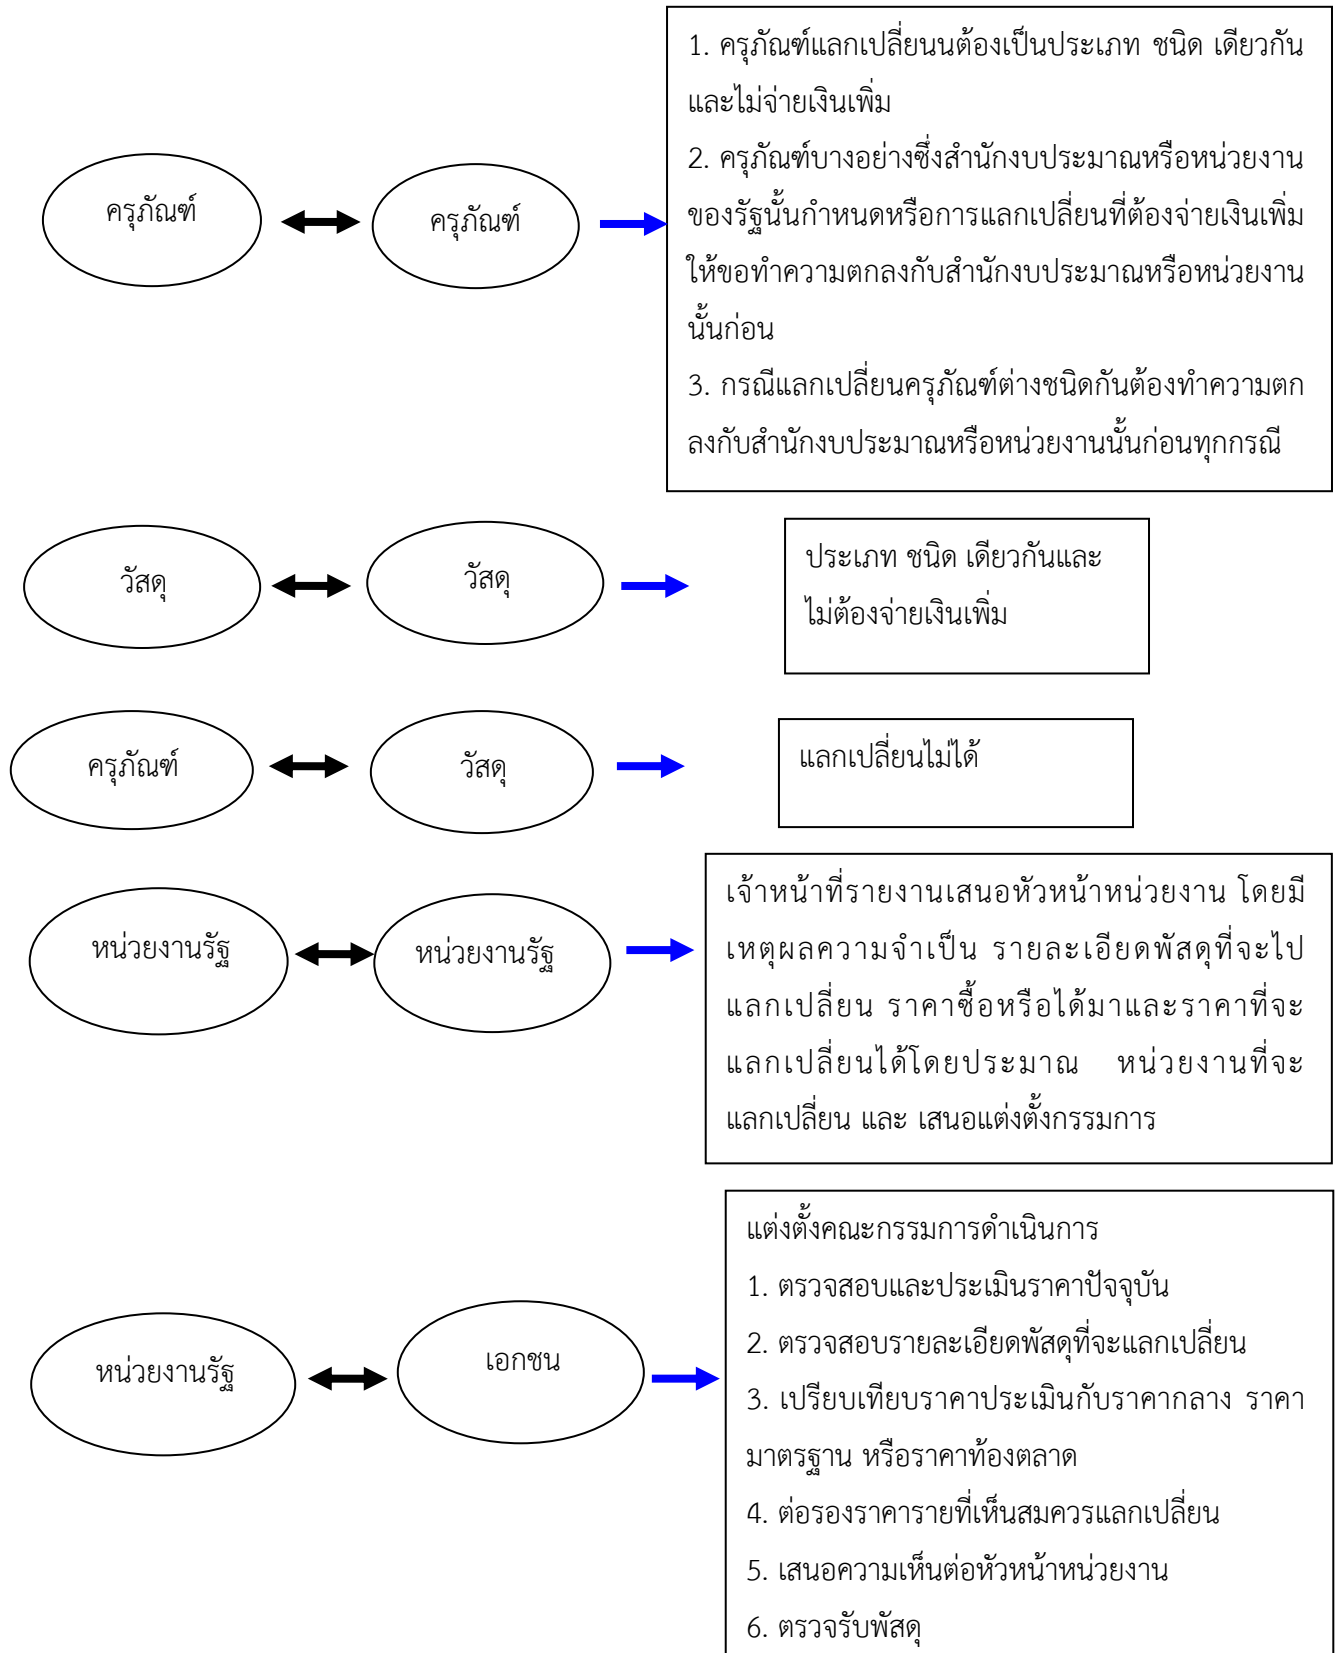 1. ครุภัณฑ์แลกเปลี่ยนนต้องเป็นประเภท ชนิด เดียวกัน
และไม่จ่ายเงินเพิ่ม
2. ครุภัณฑ์บางอย่างซึ่งสำนักงบประมาณหรือหน่วยงาน
ของรัฐนั้นกำหนดหรือการแลกเปลี่ยนที่ต้องจ่ายเงินเพิ่ม
ให้ขอทำความตกลงกับสำนักงบประมาณหรือหน่วยงาน
นั้นก่อน
3. กรณีแลกเปลี่ยนครุภัณฑ์ต่างชนิดกันต้องทำความตก
ลงกับสำนักงบประมาณหรือหน่วยงานนั้นก่อนทุกกรณี
ครุภัณฑ์
ครุภัณฑ์
วัสดุ
วัสดุ
ประเภท ชนิด เดียวกันและ
ไม่ต้องจ่ายเงินเพิ่ม
ครุภัณฑ์
วัสดุ
แลกเปลี่ยนไม่ได้
หน่วยงานรัฐ
หน่วยงานรัฐ
เจ้าหน้าที่รายงานเสนอหัวหน้าหน่วยงาน โดยมี
เหตุผลความจำเป็น รายละเอียดพัสดุที่จะไป
แลกเปลี่ยน ราคาซื้อหรือได้มาและราคาที่จะ
แลกเปลี่ยนได้โดยประมาณ หน่วยงานที่จะ
แลกเปลี่ยน และ เสนอแต่งตั้งกรรมการ
หน่วยงานรัฐ
เอกชน
แต่งตั้งคณะกรรมการดำเนินการ
1. ตรวจสอบและประเมินราคาปัจจุบัน
2. ตรวจสอบรายละเอียดพัสดุที่จะแลกเปลี่ยน
3. เปรียบเทียบราคาประเมินกับราคากลาง ราคา
มาตรฐาน หรือราคาท้องตลาด
4. ต่อรองราคารายที่เห็นสมควรแลกเปลี่ยน
5. เสนอความเห็นต่อหัวหน้าหน่วยงาน
6. ตรวจรับพัสดุ